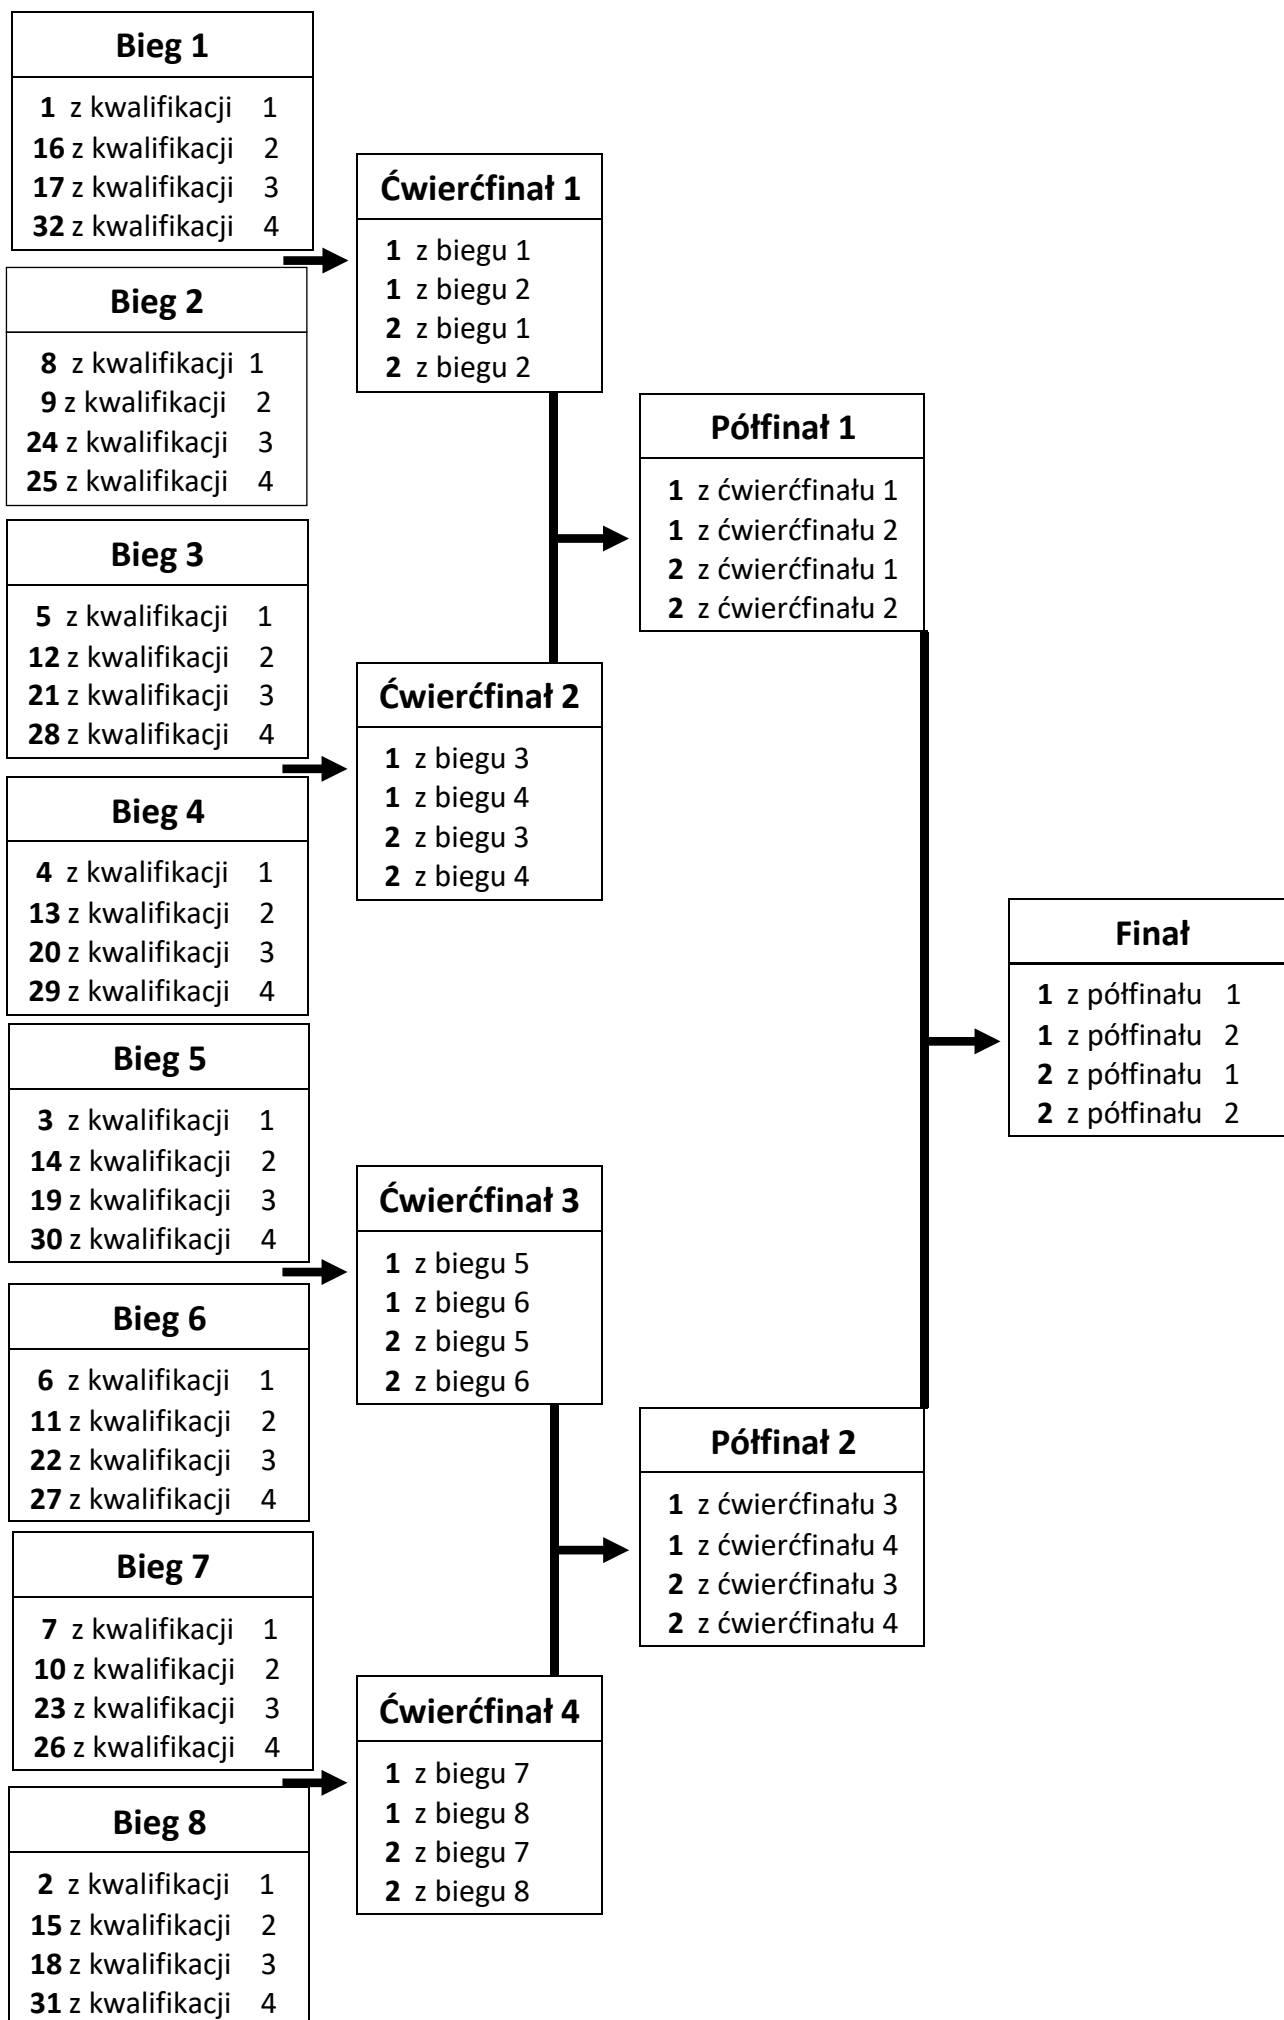 Bieg 1
1 z kwalifikacji 1
16 z kwalifikacji 2
17 z kwalifikacji 3
32 z kwalifikacji 4
Bieg 2
8 z kwalifikacji 1
9 z kwalifikacji 2
24 z kwalifikacji 3
25 z kwalifikacji 4
Bieg 3
5 z kwalifikacji 1
12 z kwalifikacji 2
21 z kwalifikacji 3
28 z kwalifikacji 4
Bieg 4
4 z kwalifikacji 1
13 z kwalifikacji 2
20 z kwalifikacji 3
29 z kwalifikacji 4
Bieg 5
3 z kwalifikacji 1
14 z kwalifikacji 2
19 z kwalifikacji 3
30 z kwalifikacji 4
Bieg 6
6 z kwalifikacji 1
11 z kwalifikacji 2
22 z kwalifikacji 3
27 z kwalifikacji 4
Bieg 7
7 z kwalifikacji 1
10 z kwalifikacji 2
23 z kwalifikacji 3
26 z kwalifikacji 4
Bieg 8
2 z kwalifikacji 1
15 z kwalifikacji 2
18 z kwalifikacji 3
31 z kwalifikacji 4
Ćwierćfinał 1
1 z biegu 1
1 z biegu 2
2 z biegu 1
2 z biegu 2
Ćwierćfinał 2
1 z biegu 3
1 z biegu 4
2 z biegu 3
2 z biegu 4
Ćwierćfinał 3
1 z biegu 5
1 z biegu 6
2 z biegu 5
2 z biegu 6
Ćwierćfinał 4
1 z biegu 7
1 z biegu 8
2 z biegu 7
2 z biegu 8
Półfinał 1
1 z ćwierćfinału 1
1 z ćwierćfinału 2
2 z ćwierćfinału 1
2 z ćwierćfinału 2
Półfinał 2
1 z ćwierćfinału 3
1 z ćwierćfinału 4
2 z ćwierćfinału 3
2 z ćwierćfinału 4
Finał
1 z półfinału 1
1 z półfinału 2
2 z półfinału 1
2 z półfinału 2